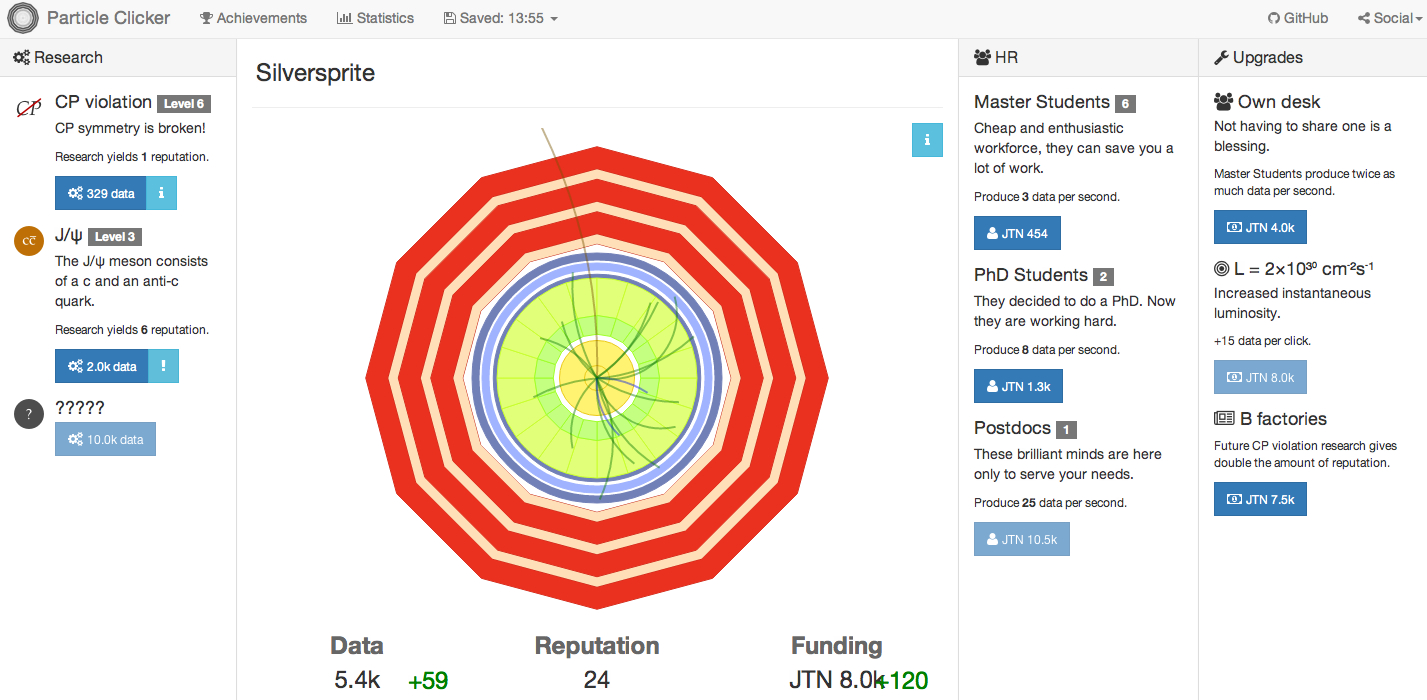 Particle Clicker
Achievements
Statistics
Saved: 13:55
GitHub
Social
Research
CP violation Level 6
CP
CP symmetry is broken!
Research yields 1 reputation.
329 data i
J/ψ Level 3
cc̄
The J/ψ meson consists
of a c and an anti-c
quark.
Research yields 6 reputation.
2.0k data !
?????
?
10.0k data
Silversprite
i
Data
5.4k +59
Reputation
24
Funding
JTN 8.0k +120
HR
Master Students 6
Cheap and enthusiastic
workforce, they can save you a
lot of work.
Produce 3 data per second.
JTN 454
PhD Students 2
They decided to do a PhD. Now
they are working hard.
Produce 8 data per second.
JTN 1.3k
Postdocs 1
These brilliant minds are here
only to serve your needs.
Produce 25 data per second.
JTN 10.5k
Upgrades
Own desk
Not having to share one is a
blessing.
Master Students produce twice as
much data per second.
JTN 4.0k
L = 2×10³⁰ cm⁻²s⁻¹
Increased instantaneous
luminosity.
+15 data per click.
JTN 8.0k
B factories
Future CP violation research gives
double the amount of reputation.
JTN 7.5k